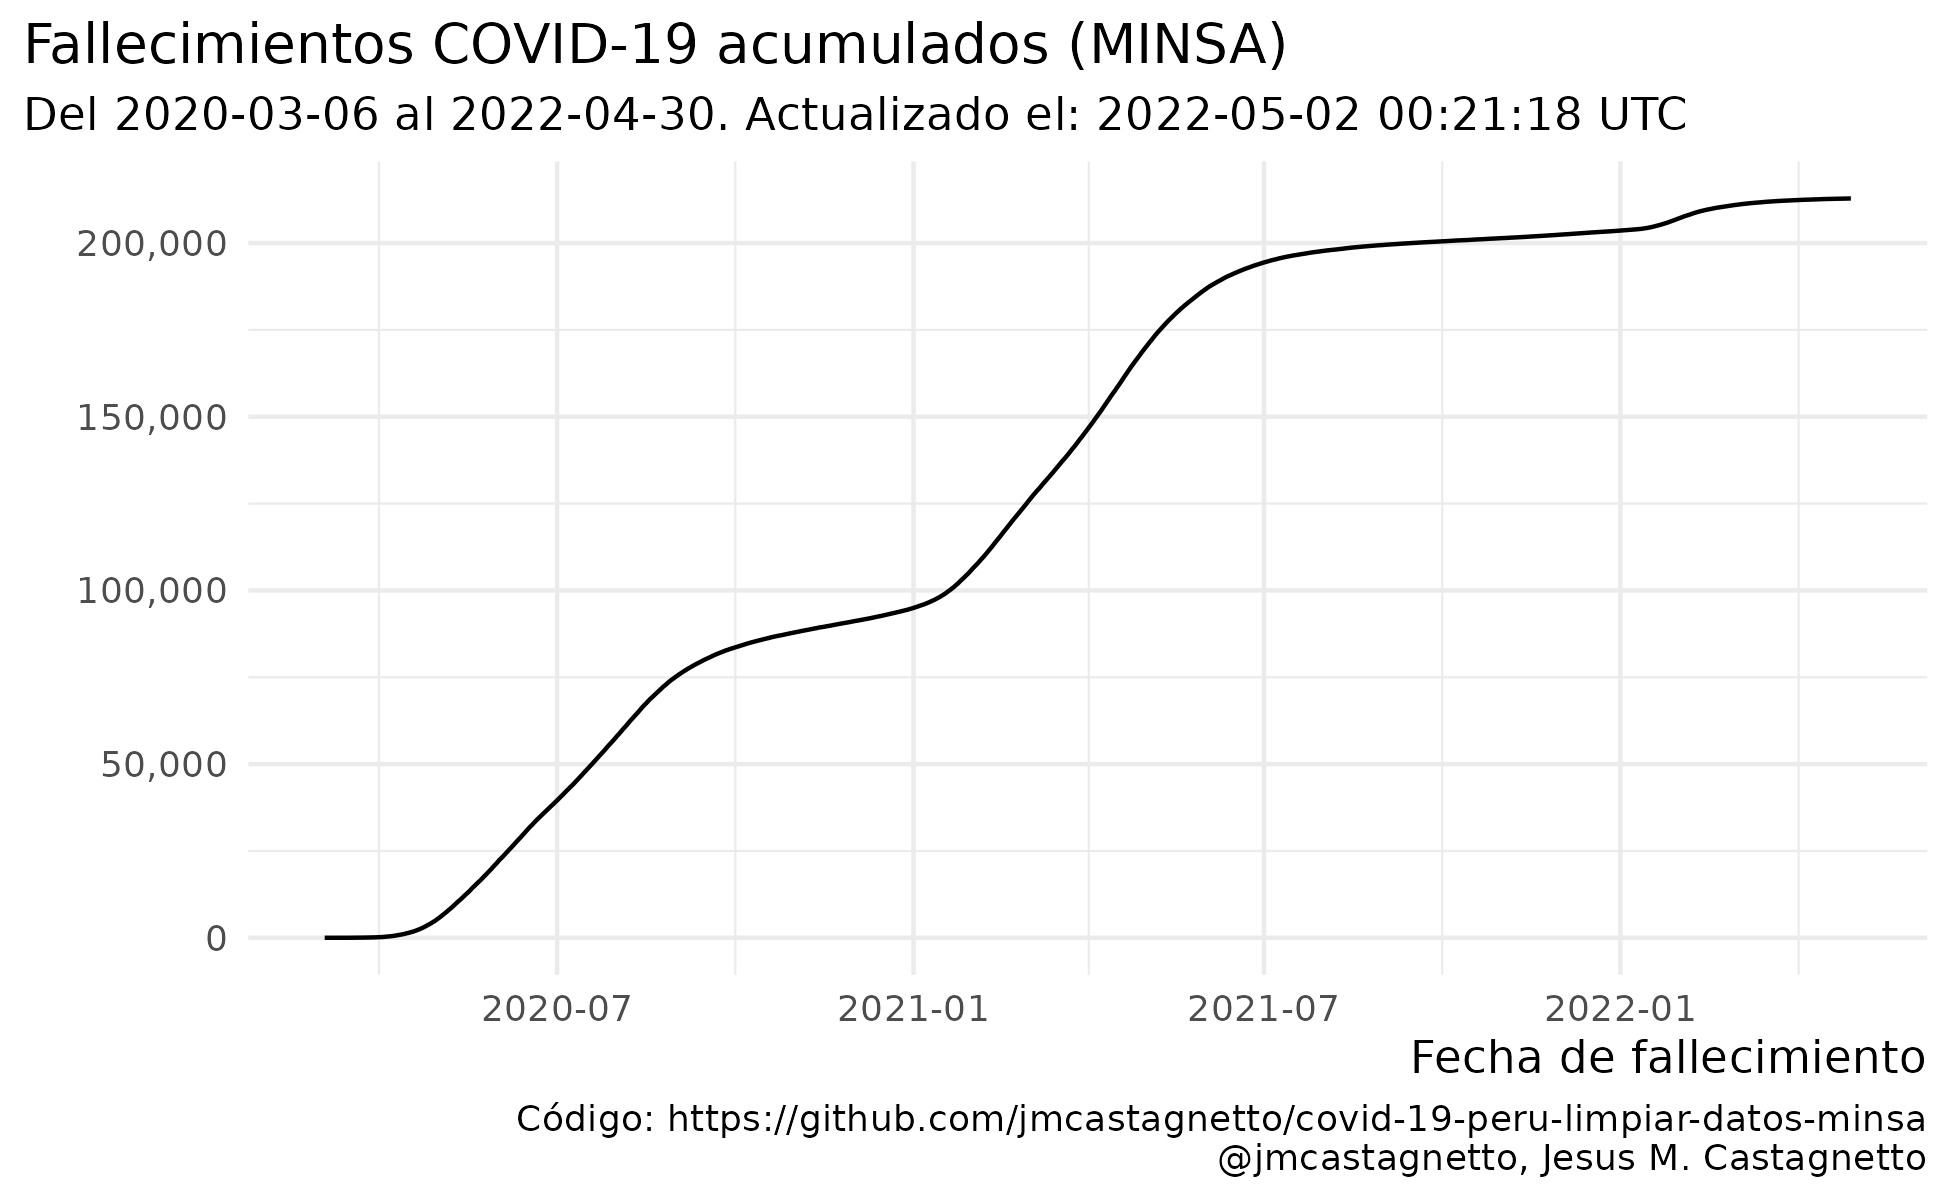 Fallecimientos COVID-19 acumulados (MINSA)
Del 2020-03-06 al 2022-04-30. Actualizado el: 2022-05-02 00:21:18 UTC
200,000
150,000
100,000
50,000
0
2020-07 2021-01 2021-07 2022-01
Fecha de fallecimiento
Código: https://github.com/jmcastagnetto/covid-19-peru-limpiar-datos-minsa
@jmcastagnetto, Jesus M. Castagnetto